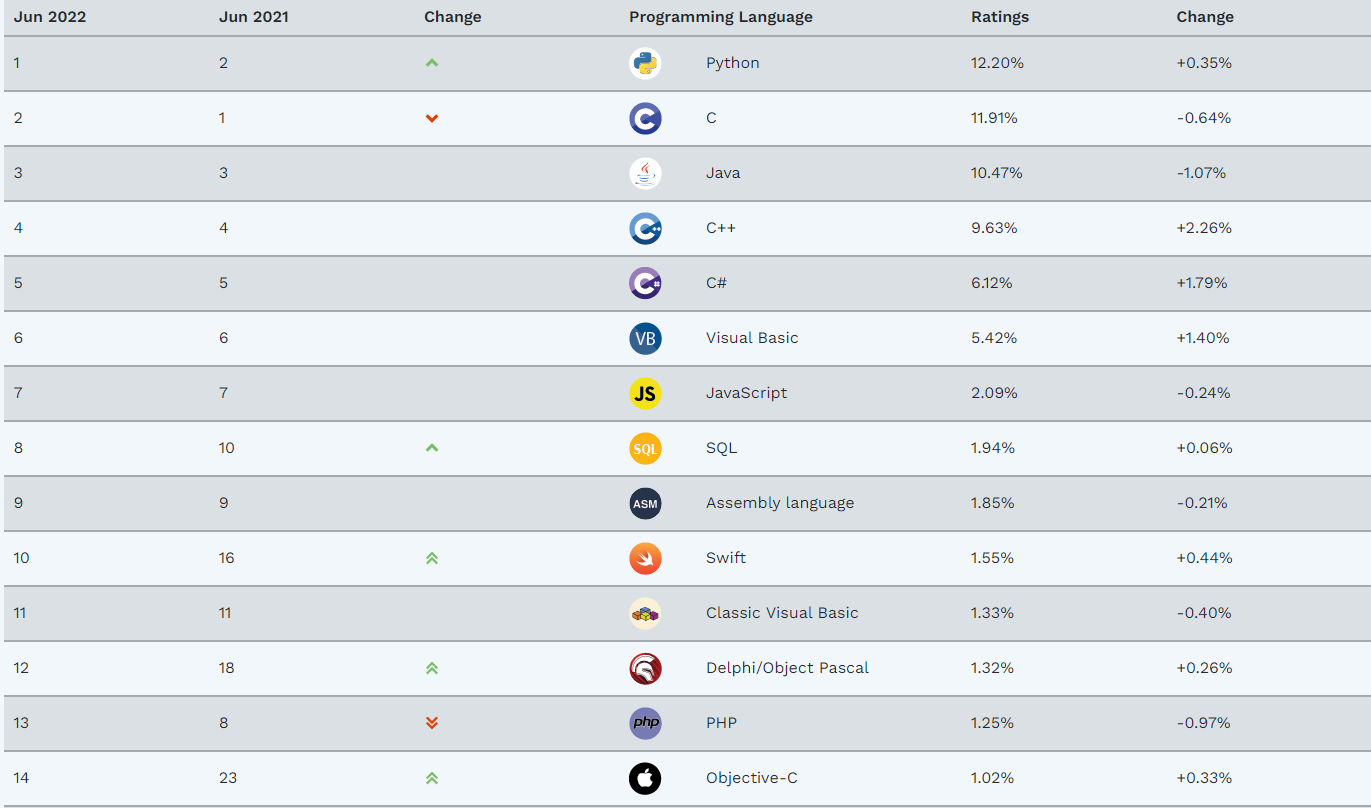 Jun 2022 Jun 2021 Change Programming Language Ratings Change
1 2 Python 12.20% +0.35%
2 1 C C 11.91% -0.64%
3 3 Java 10.47% -1.07%
4 4 C++ C++ 9.63% +2.26%
5 5 C# C# 6.12% +1.79%
6 6 VB Visual Basic 5.42% +1.40%
7 7 JS JavaScript 2.09% -0.24%
8 10 SQL SQL 1.94% +0.06%
9 9 ASM Assembly language 1.85% -0.21%
10 16 Swift 1.55% +0.44%
11 11 Classic Visual Basic 1.33% -0.40%
12 18 Delphi/Object Pascal 1.32% +0.26%
13 8 php PHP 1.25% -0.97%
14 23 Objective-C 1.02% +0.33%